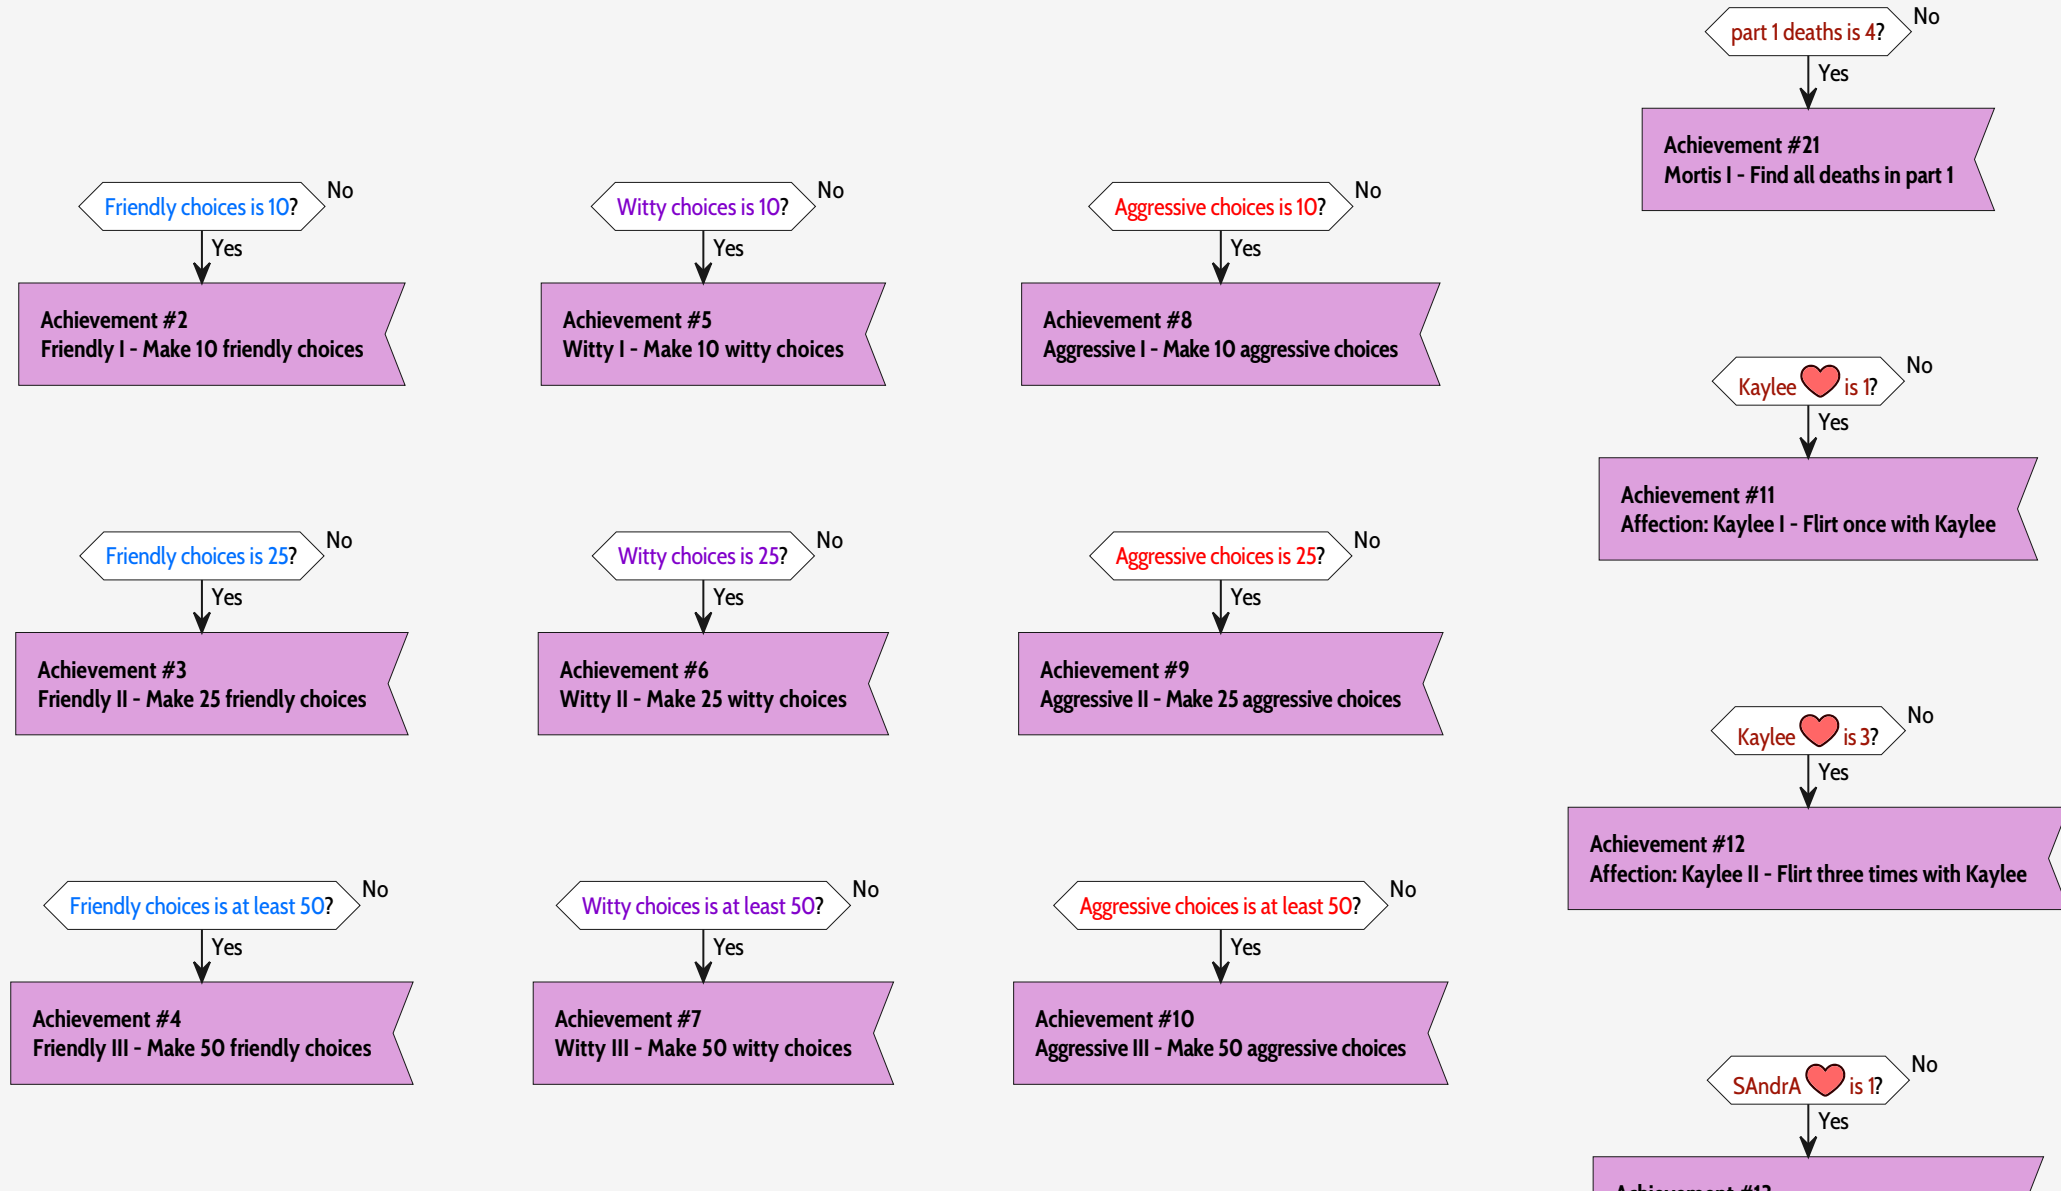 Friendly choices is 10?
No
Yes
Achievement #2
Friendly I - Make 10 friendly choices
Friendly choices is 25?
No
Yes
Achievement #3
Friendly II - Make 25 friendly choices
Friendly choices is at least 50?
No
Yes
Achievement #4
Friendly III - Make 50 friendly choices
Witty choices is 10?
No
Yes
Achievement #5
Witty I - Make 10 witty choices
Witty choices is 25?
No
Yes
Achievement #6
Witty II - Make 25 witty choices
Witty choices is at least 50?
No
Yes
Achievement #7
Witty III - Make 50 witty choices
Aggressive choices is 10?
No
Yes
Achievement #8
Aggressive I - Make 10 aggressive choices
Aggressive choices is 25?
No
Yes
Achievement #9
Aggressive II - Make 25 aggressive choices
Aggressive choices is at least 50?
No
Yes
Achievement #10
Aggressive III - Make 50 aggressive choices
part 1 deaths is 4?
No
Yes
Achievement #21
Mortis I - Find all deaths in part 1
Kaylee ❤ is 1?
No
Yes
Achievement #11
Affection: Kaylee I - Flirt once with Kaylee
Kaylee ❤ is 3?
No
Yes
Achievement #12
Affection: Kaylee II - Flirt three times with Kaylee
SAndrA ❤ is 1?
No
Yes
Achievement #13